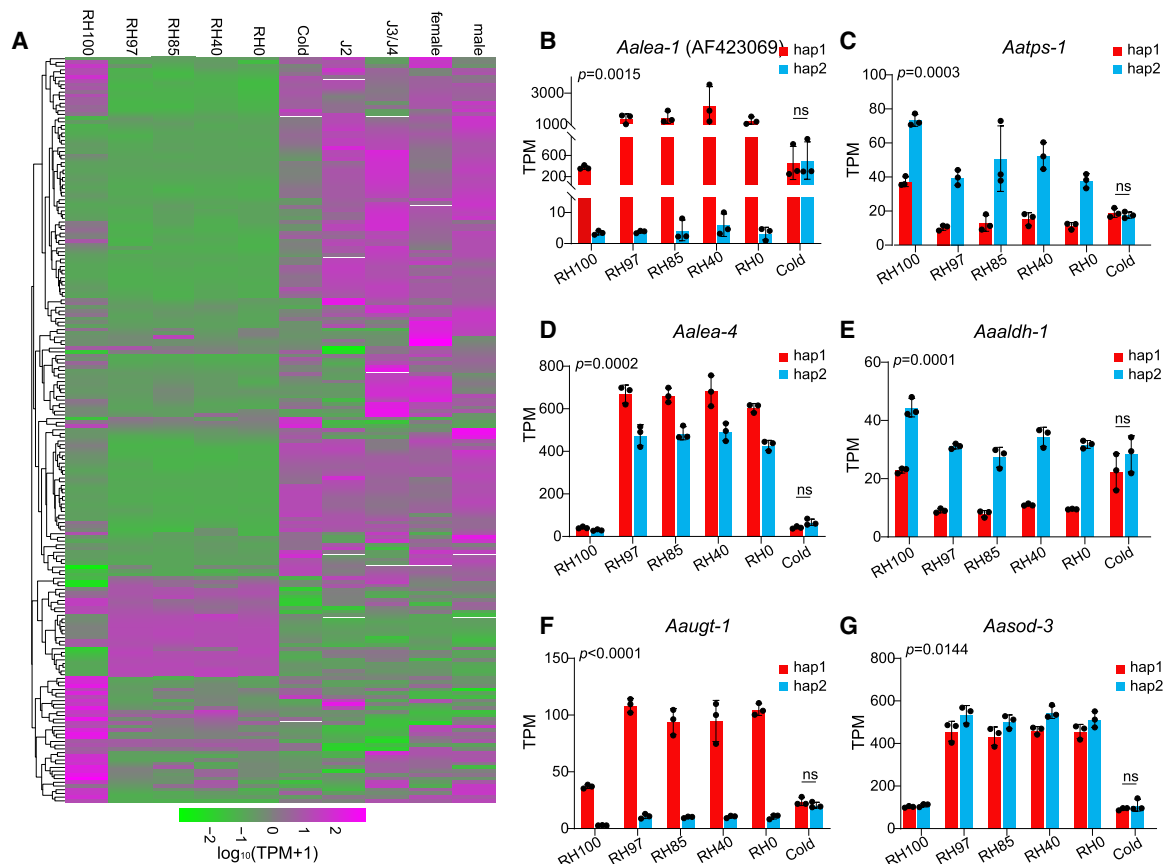 A
RH100
RH97
RH85
RH40
RH0
Cold
J2
J3/J4
female
male
−2
−1
0
1
2
log₁₀(TPM+1)
B
Aalea-1 (AF423069)
p=0.0015
hap1
hap2
TPM
3000
1000
600
200
10
0
RH100
RH97
RH85
RH40
RH0
Cold
ns
C
Aatps-1
p=0.0003
hap1
hap2
TPM
100
80
60
40
20
0
RH100
RH97
RH85
RH40
RH0
Cold
ns
D
Aalea-4
p=0.0002
hap1
hap2
TPM
800
600
400
200
0
RH100
RH97
RH85
RH40
RH0
Cold
ns
E
Aaaldh-1
p=0.0001
hap1
hap2
TPM
60
40
20
0
RH100
RH97
RH85
RH40
RH0
Cold
ns
F
Aaugt-1
p<0.0001
hap1
hap2
TPM
150
100
50
0
RH100
RH97
RH85
RH40
RH0
Cold
ns
G
Aasod-3
p=0.0144
hap1
hap2
TPM
800
600
400
200
0
RH100
RH97
RH85
RH40
RH0
Cold
ns